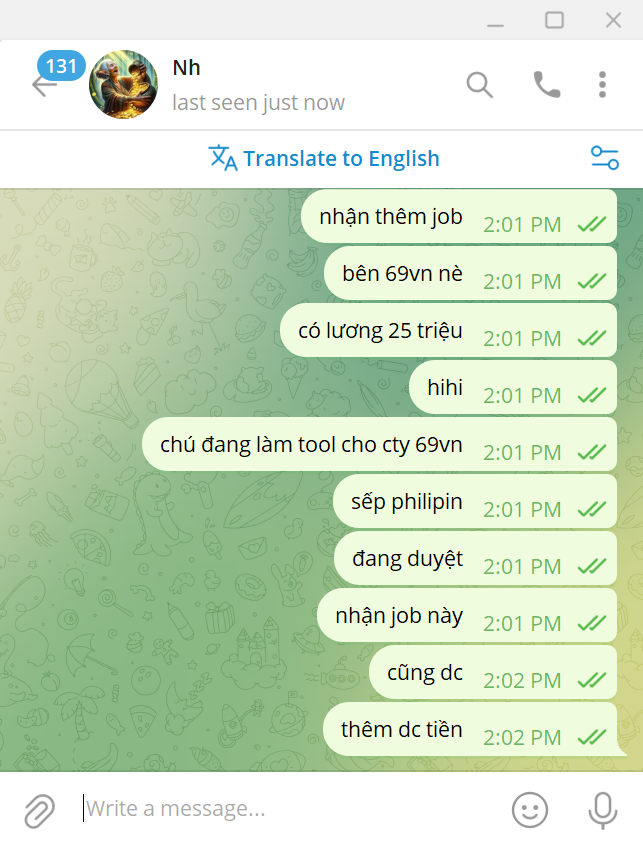 131
Nh
last seen just now
Translate to English
nhận thêm job 2:01 PM
bên 69vn nè 2:01 PM
có lương 25 triệu 2:01 PM
hihi 2:01 PM
chú đang làm tool cho cty 69vn 2:01 PM
sếp philipin 2:01 PM
đang duyệt 2:01 PM
nhận job này 2:01 PM
cũng dc 2:02 PM
thêm dc tiền 2:02 PM
Write a message...